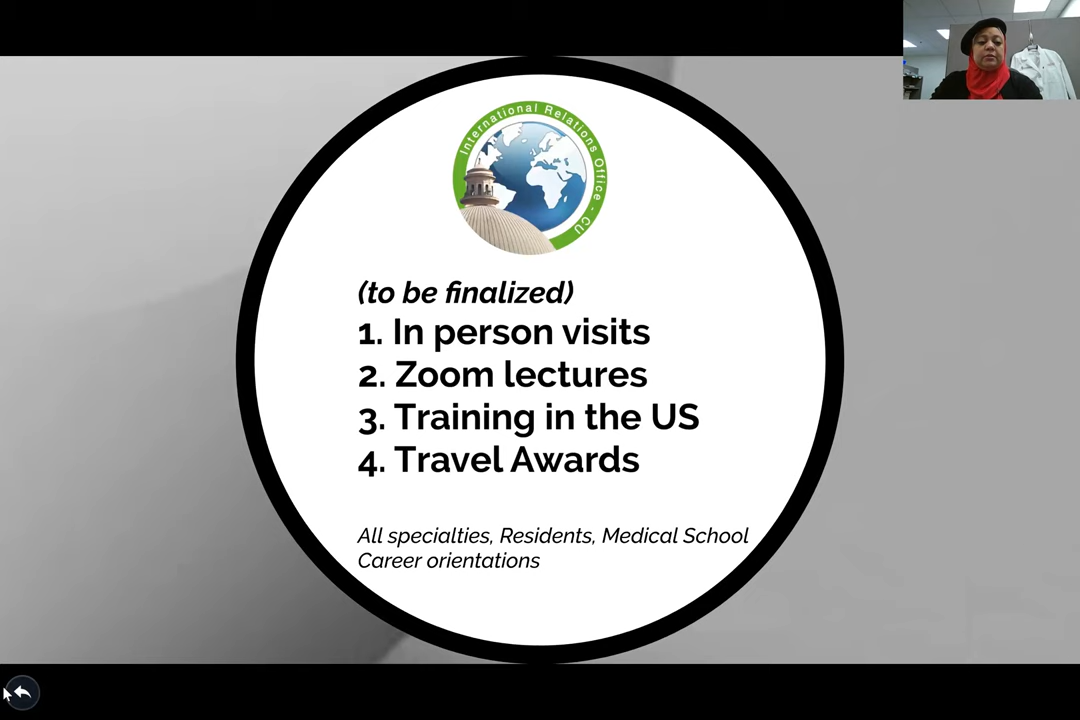 International Relations Office - CU
(to be finalized)
1. In person visits
2. Zoom lectures
3. Training in the US
4. Travel Awards
All specialties, Residents, Medical School
Career orientations